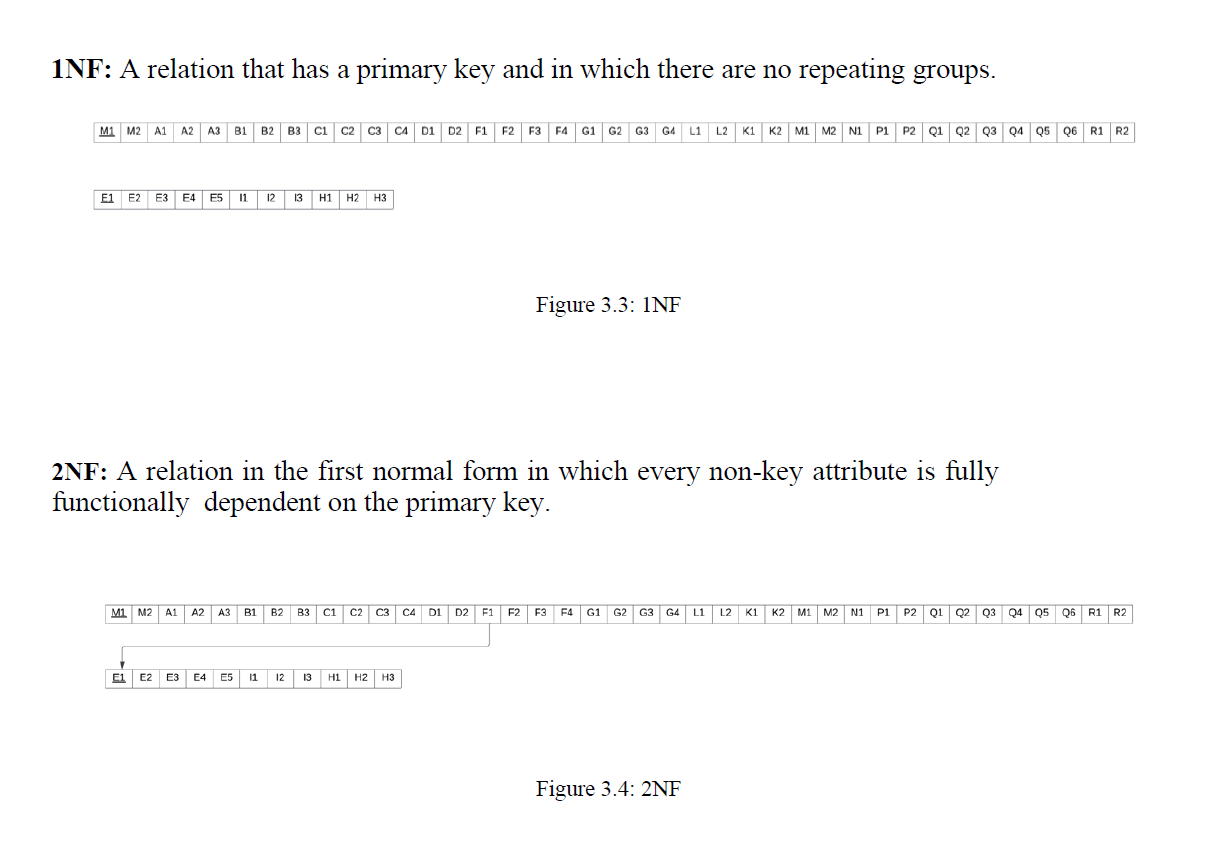 1NF: A relation that has a primary key and in which there are no repeating groups.
M1 M2 A1 A2 A3 B1 B2 B3 C1 C2 C3 C4 D1 D2 F1 F2 F3 F4 G1 G2 G3 G4 L1 L2 K1 K2 M1 M2 N1 P1 P2 Q1 Q2 Q3 Q4 Q5 Q6 R1 R2
E1 E2 E3 E4 E5 I1 I2 I3 H1 H2 H3
Figure 3.3: 1NF
2NF: A relation in the first normal form in which every non-key attribute is fully
functionally dependent on the primary key.
M1 M2 A1 A2 A3 B1 B2 B3 C1 C2 C3 C4 D1 D2 F1 F2 F3 F4 G1 G2 G3 G4 L1 L2 K1 K2 M1 M2 N1 P1 P2 Q1 Q2 Q3 Q4 Q5 Q6 R1 R2
E1 E2 E3 E4 E5 I1 I2 I3 H1 H2 H3
Figure 3.4: 2NF